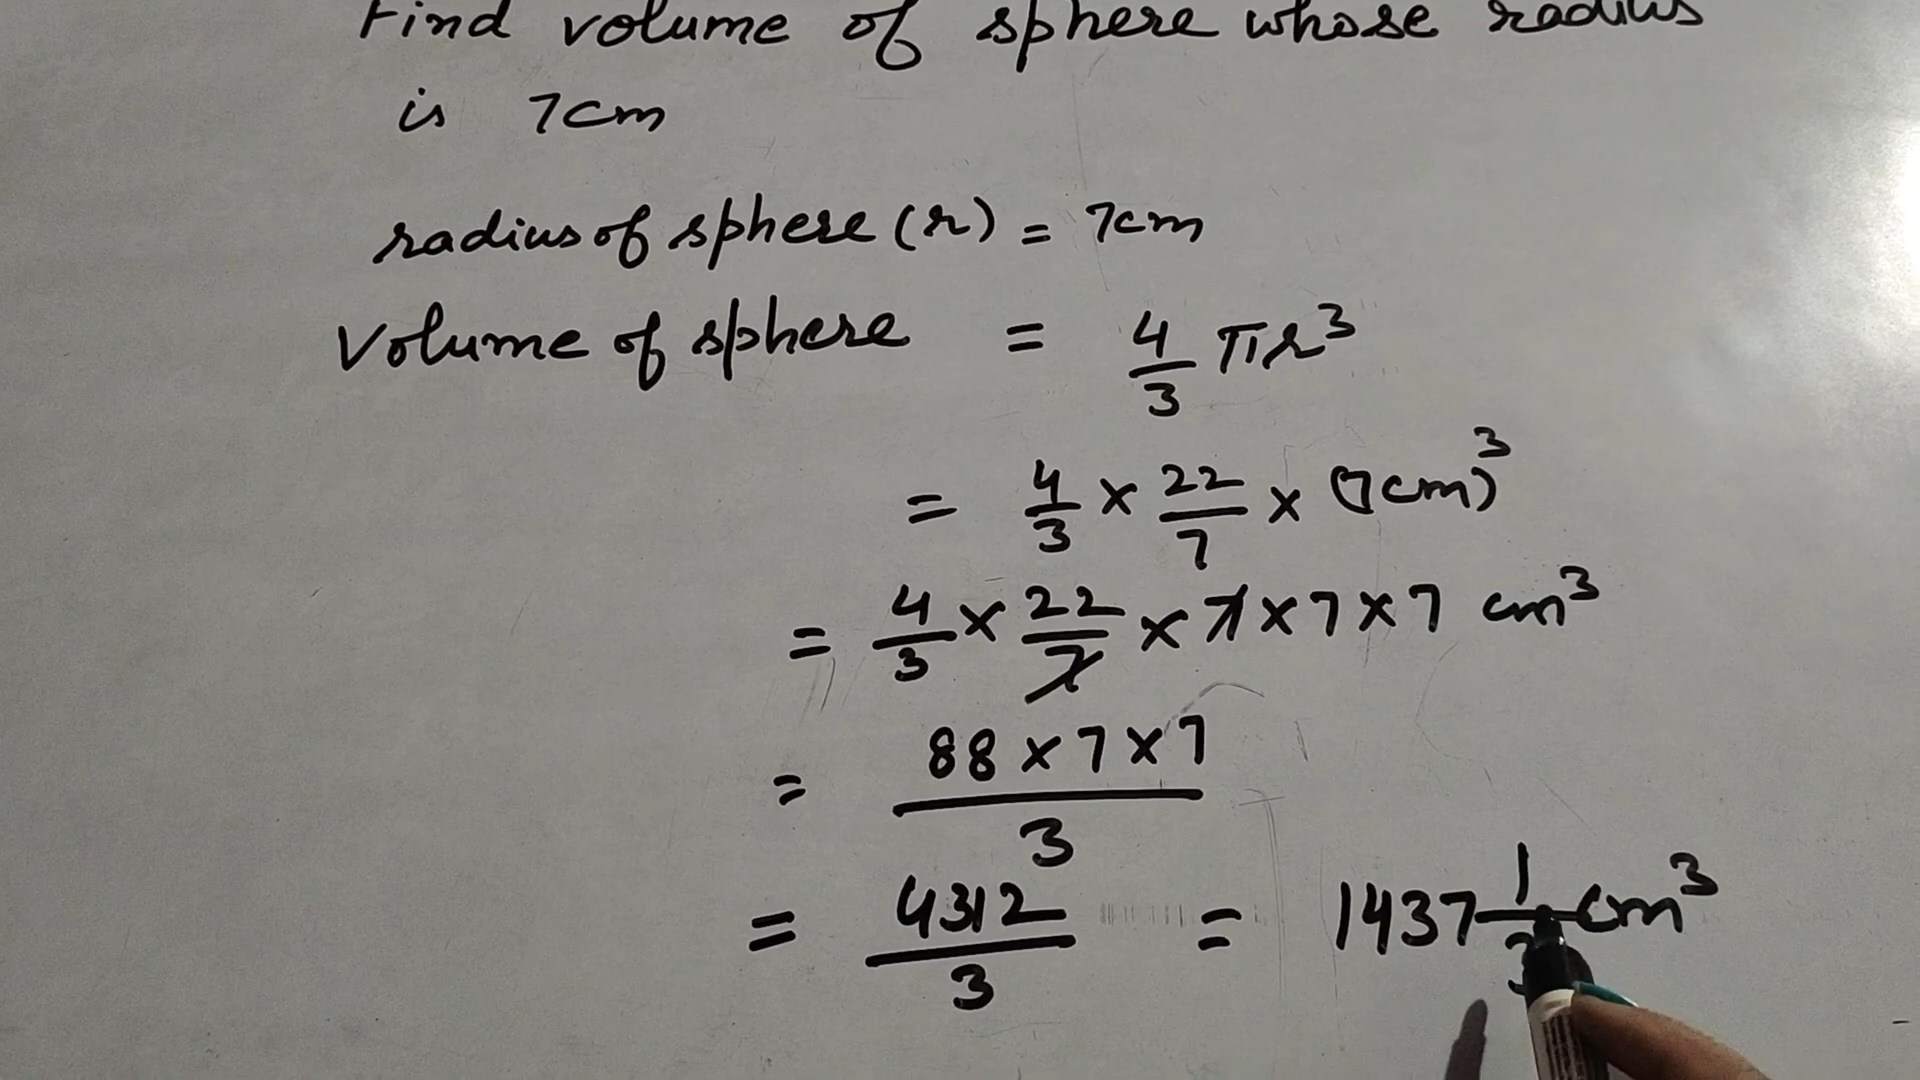 Find volume of sphere whose radius
is 7cm
radius of sphere (r) = 7cm
Volume of sphere = 4/3 πr³
= 4/3 × 22/7 × (7cm)³
= 4/3 × 22/7 × 7 × 7 × 7 cm³
= 88 × 7 × 7 / 3
= 4312/3 = 1437 1/3 cm³